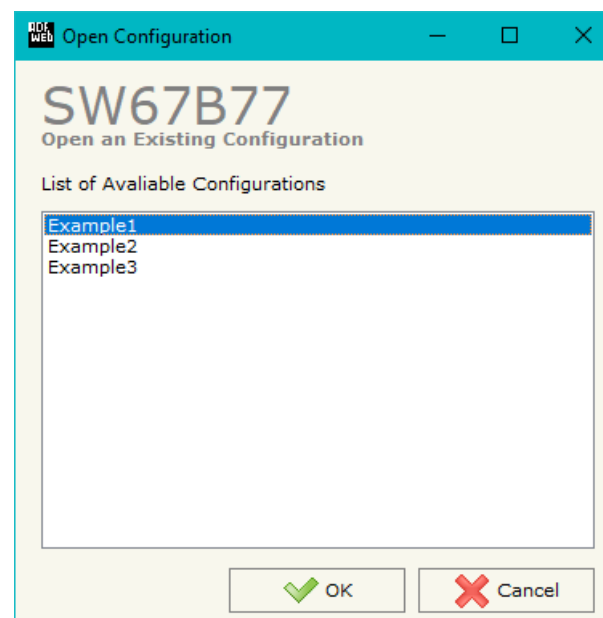 ADF
WEB Open Configuration
SW67B77
Open an Existing Configuration
List of Avaliable Configurations
Example1
Example2
Example3
OK Cancel